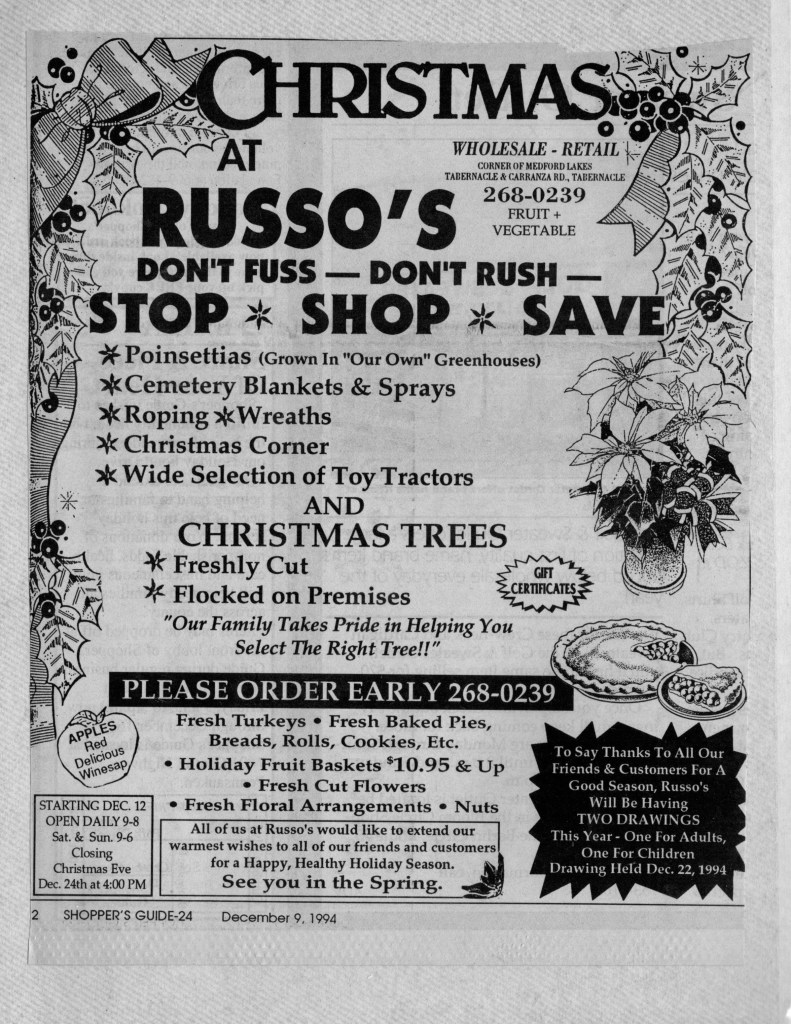 CHRISTMAS
AT
RUSSO'S
WHOLESALE - RETAIL
CORNER OF MEDFORD LAKES
TABERNACLE & CARRANZA RD., TABERNACLE
268-0239
FRUIT +
VEGETABLE
DON'T FUSS — DON'T RUSH —
STOP * SHOP * SAVE
* Poinsettias (Grown In "Our Own" Greenhouses)
* Cemetery Blankets & Sprays
* Roping * Wreaths
* Christmas Corner
* Wide Selection of Toy Tractors
AND
CHRISTMAS TREES
* Freshly Cut
* Flocked on Premises
GIFT
CERTIFICATES
"Our Family Takes Pride in Helping You
Select The Right Tree!!"
PLEASE ORDER EARLY 268-0239
APPLES
Red
Delicious
Winesap
Fresh Turkeys • Fresh Baked Pies,
Breads, Rolls, Cookies, Etc.
• Holiday Fruit Baskets $10.95 & Up
• Fresh Cut Flowers
• Fresh Floral Arrangements • Nuts
To Say Thanks To All Our
Friends & Customers For A
Good Season, Russo's
Will Be Having
TWO DRAWINGS
This Year - One For Adults,
One For Children
Drawing Held Dec. 22, 1994
STARTING DEC. 12
OPEN DAILY 9-8
Sat. & Sun. 9-6
Closing
Christmas Eve
Dec. 24th at 4:00 PM
All of us at Russo's would like to extend our
warmest wishes to all of our friends and customers
for a Happy, Healthy Holiday Season.
See you in the Spring.
2 SHOPPER'S GUIDE-24 December 9, 1994